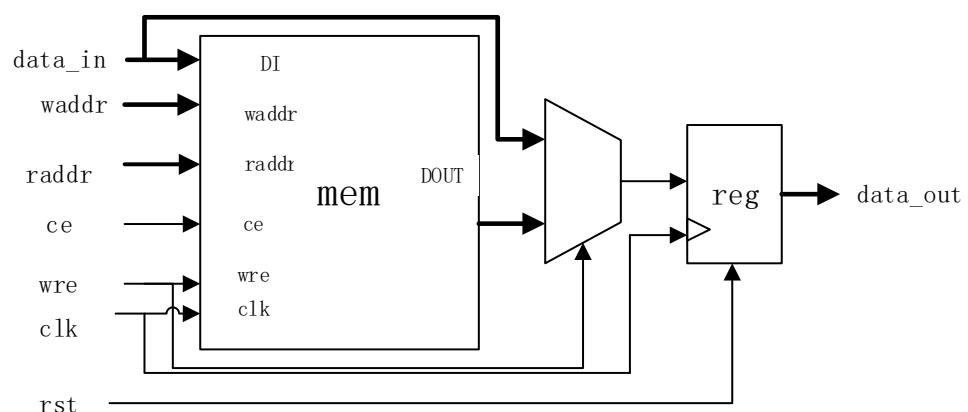 data_in
waddr
raddr
ce
wre
clk
rst
DI
waddr
raddr
mem
DOUT
ce
wre
clk
reg
data_out